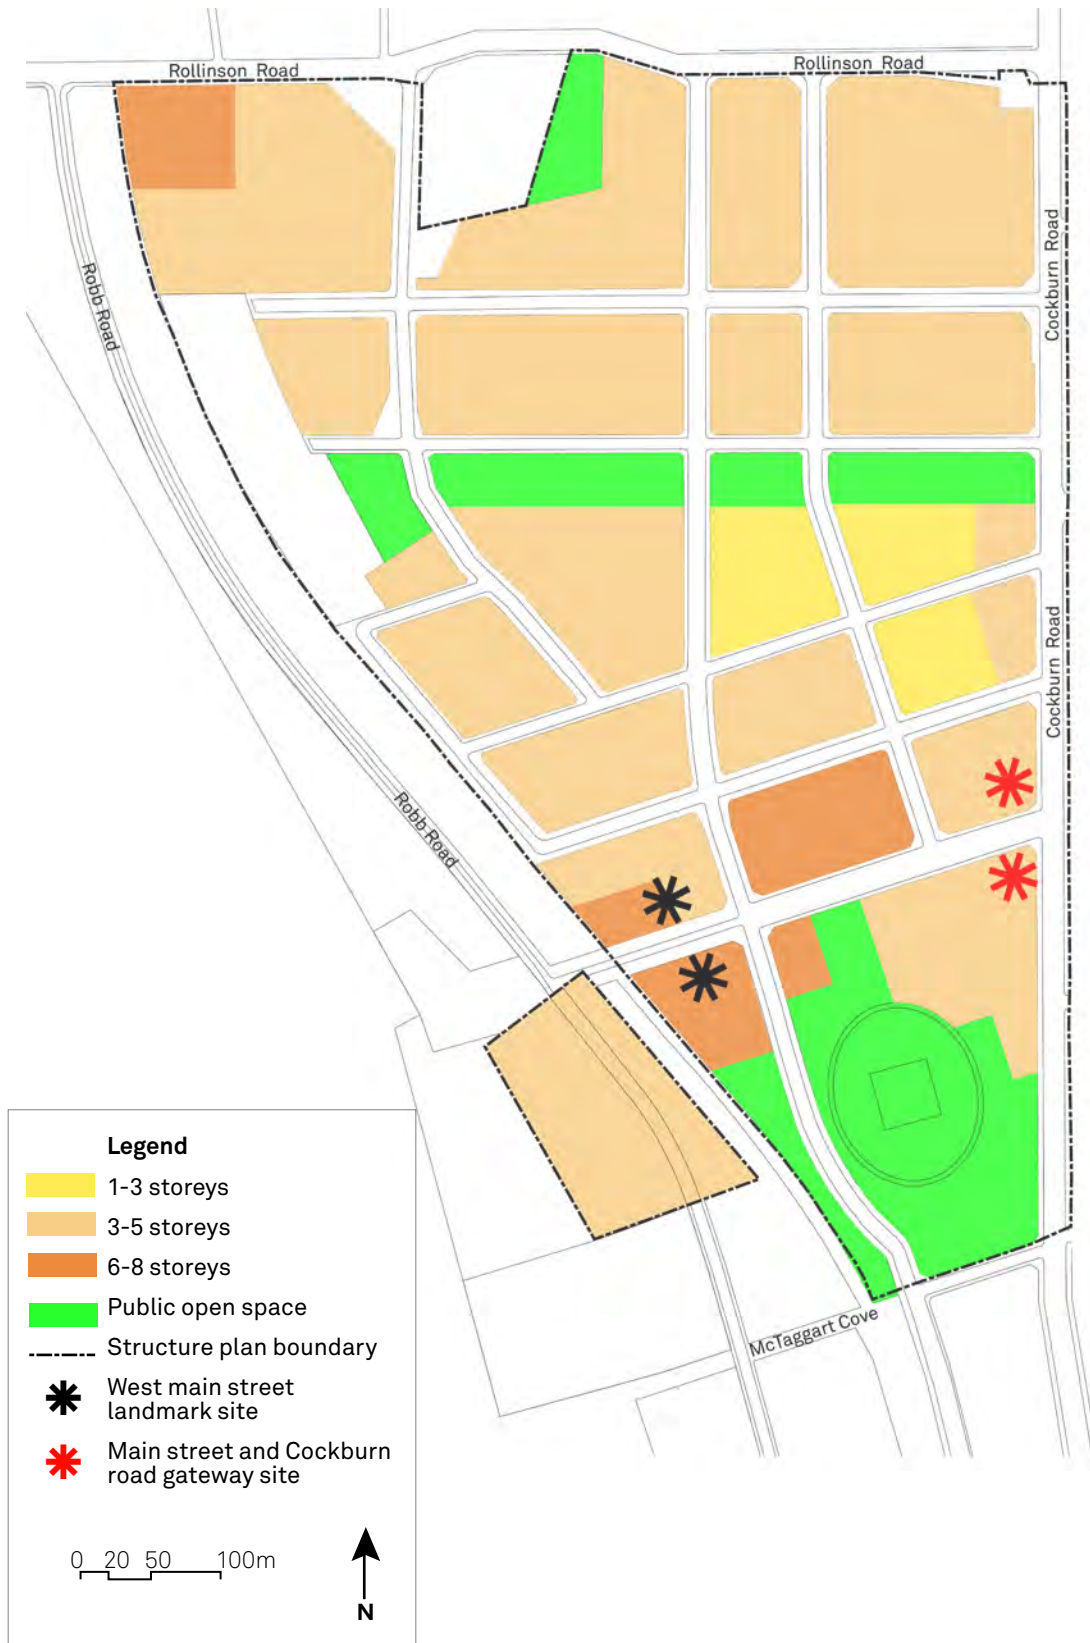 Rollinson Road
Rollinson Road
Cockburn Road
Robb Road
Cockburn Road
Robb Road
McTaggart Cove
Legend
1-3 storeys
3-5 storeys
6-8 storeys
Public open space
Structure plan boundary
West main street
landmark site
Main street and Cockburn
road gateway site
0 20 50 100m
N